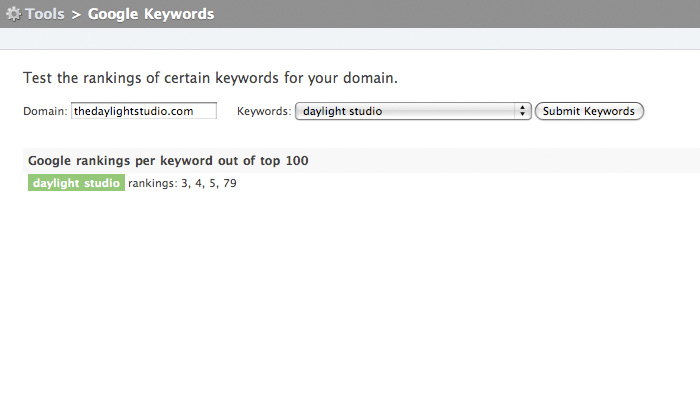 Tools > Google Keywords
Test the rankings of certain keywords for your domain.
Domain: thedaylightstudio.com Keywords: daylight studio Submit Keywords
Google rankings per keyword out of top 100
daylight studio rankings: 3, 4, 5, 79